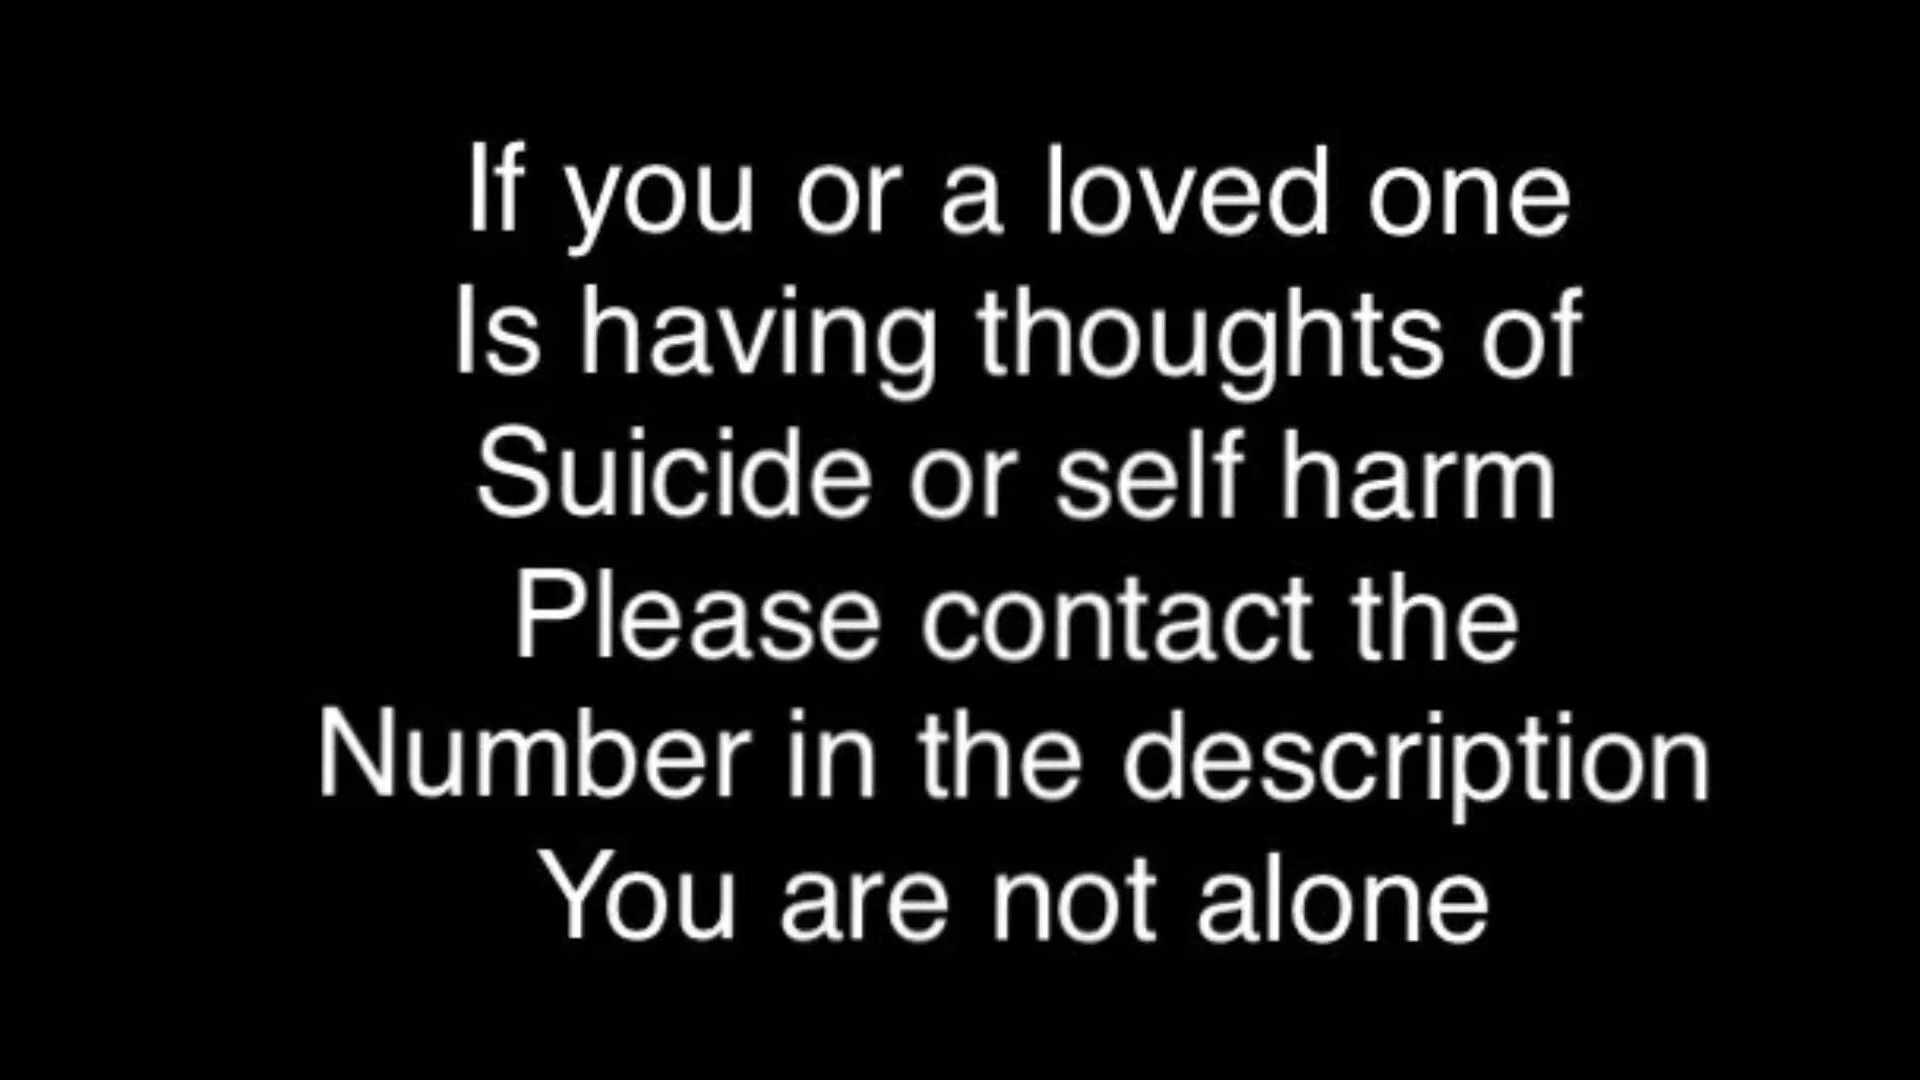 If you or a loved one
Is having thoughts of
Suicide or self harm
Please contact the
Number in the description
You are not alone